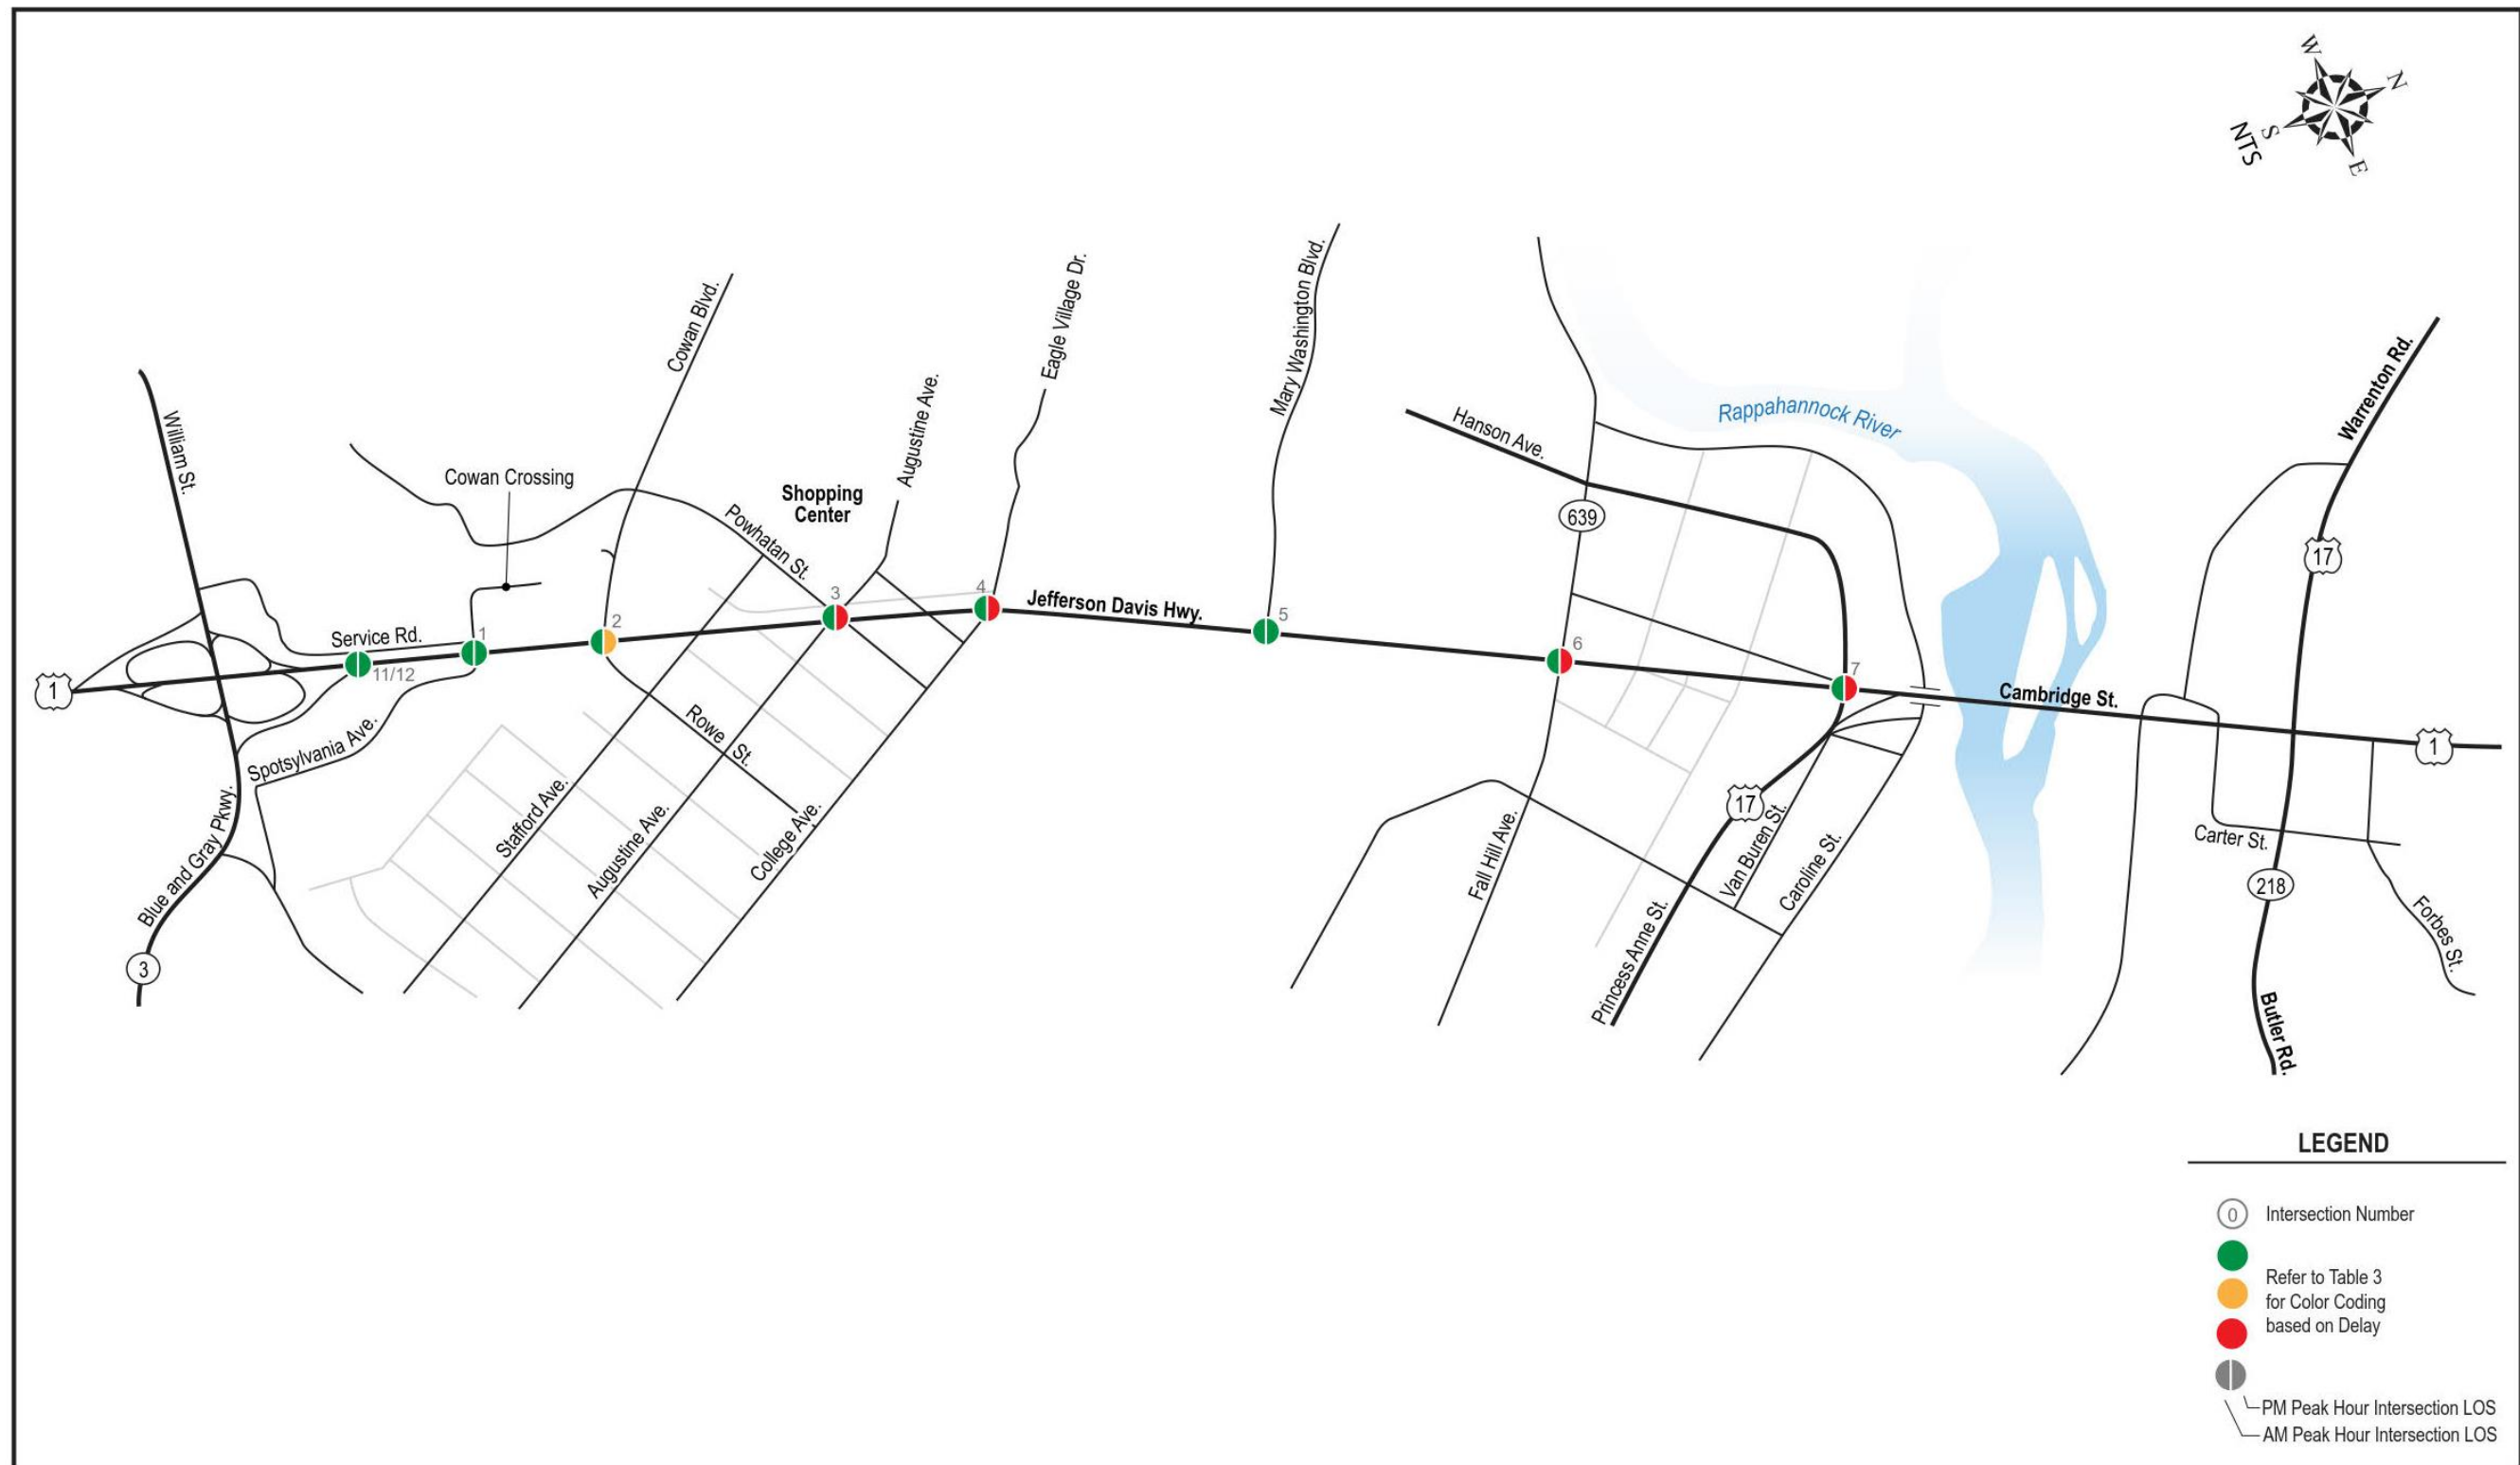 W
N
S
E
NTS
William St.
Cowan Crossing
Cowan Blvd.
Powhatan St.
Shopping
Center
Augustine Ave.
Eagle Village Dr.
Mary Washington Blvd.
Hanson Ave.
639
Rappahannock River
Warrenton Rd.
17
1
Service Rd.
11/12
1
2
3
4
Jefferson Davis Hwy.
5
6
7
Cambridge St.
1
Spotsylvania Ave.
Blue and Gray Pkwy.
3
Rowe St.
Stafford Ave.
Augustine Ave.
College Ave.
Fall Hill Ave.
17
Van Buren St.
Caroline St.
Princess Anne St.
Carter St.
218
Forbes St.
Butler Rd.
LEGEND
0 Intersection Number
Refer to Table 3
for Color Coding
based on Delay
PM Peak Hour Intersection LOS
AM Peak Hour Intersection LOS